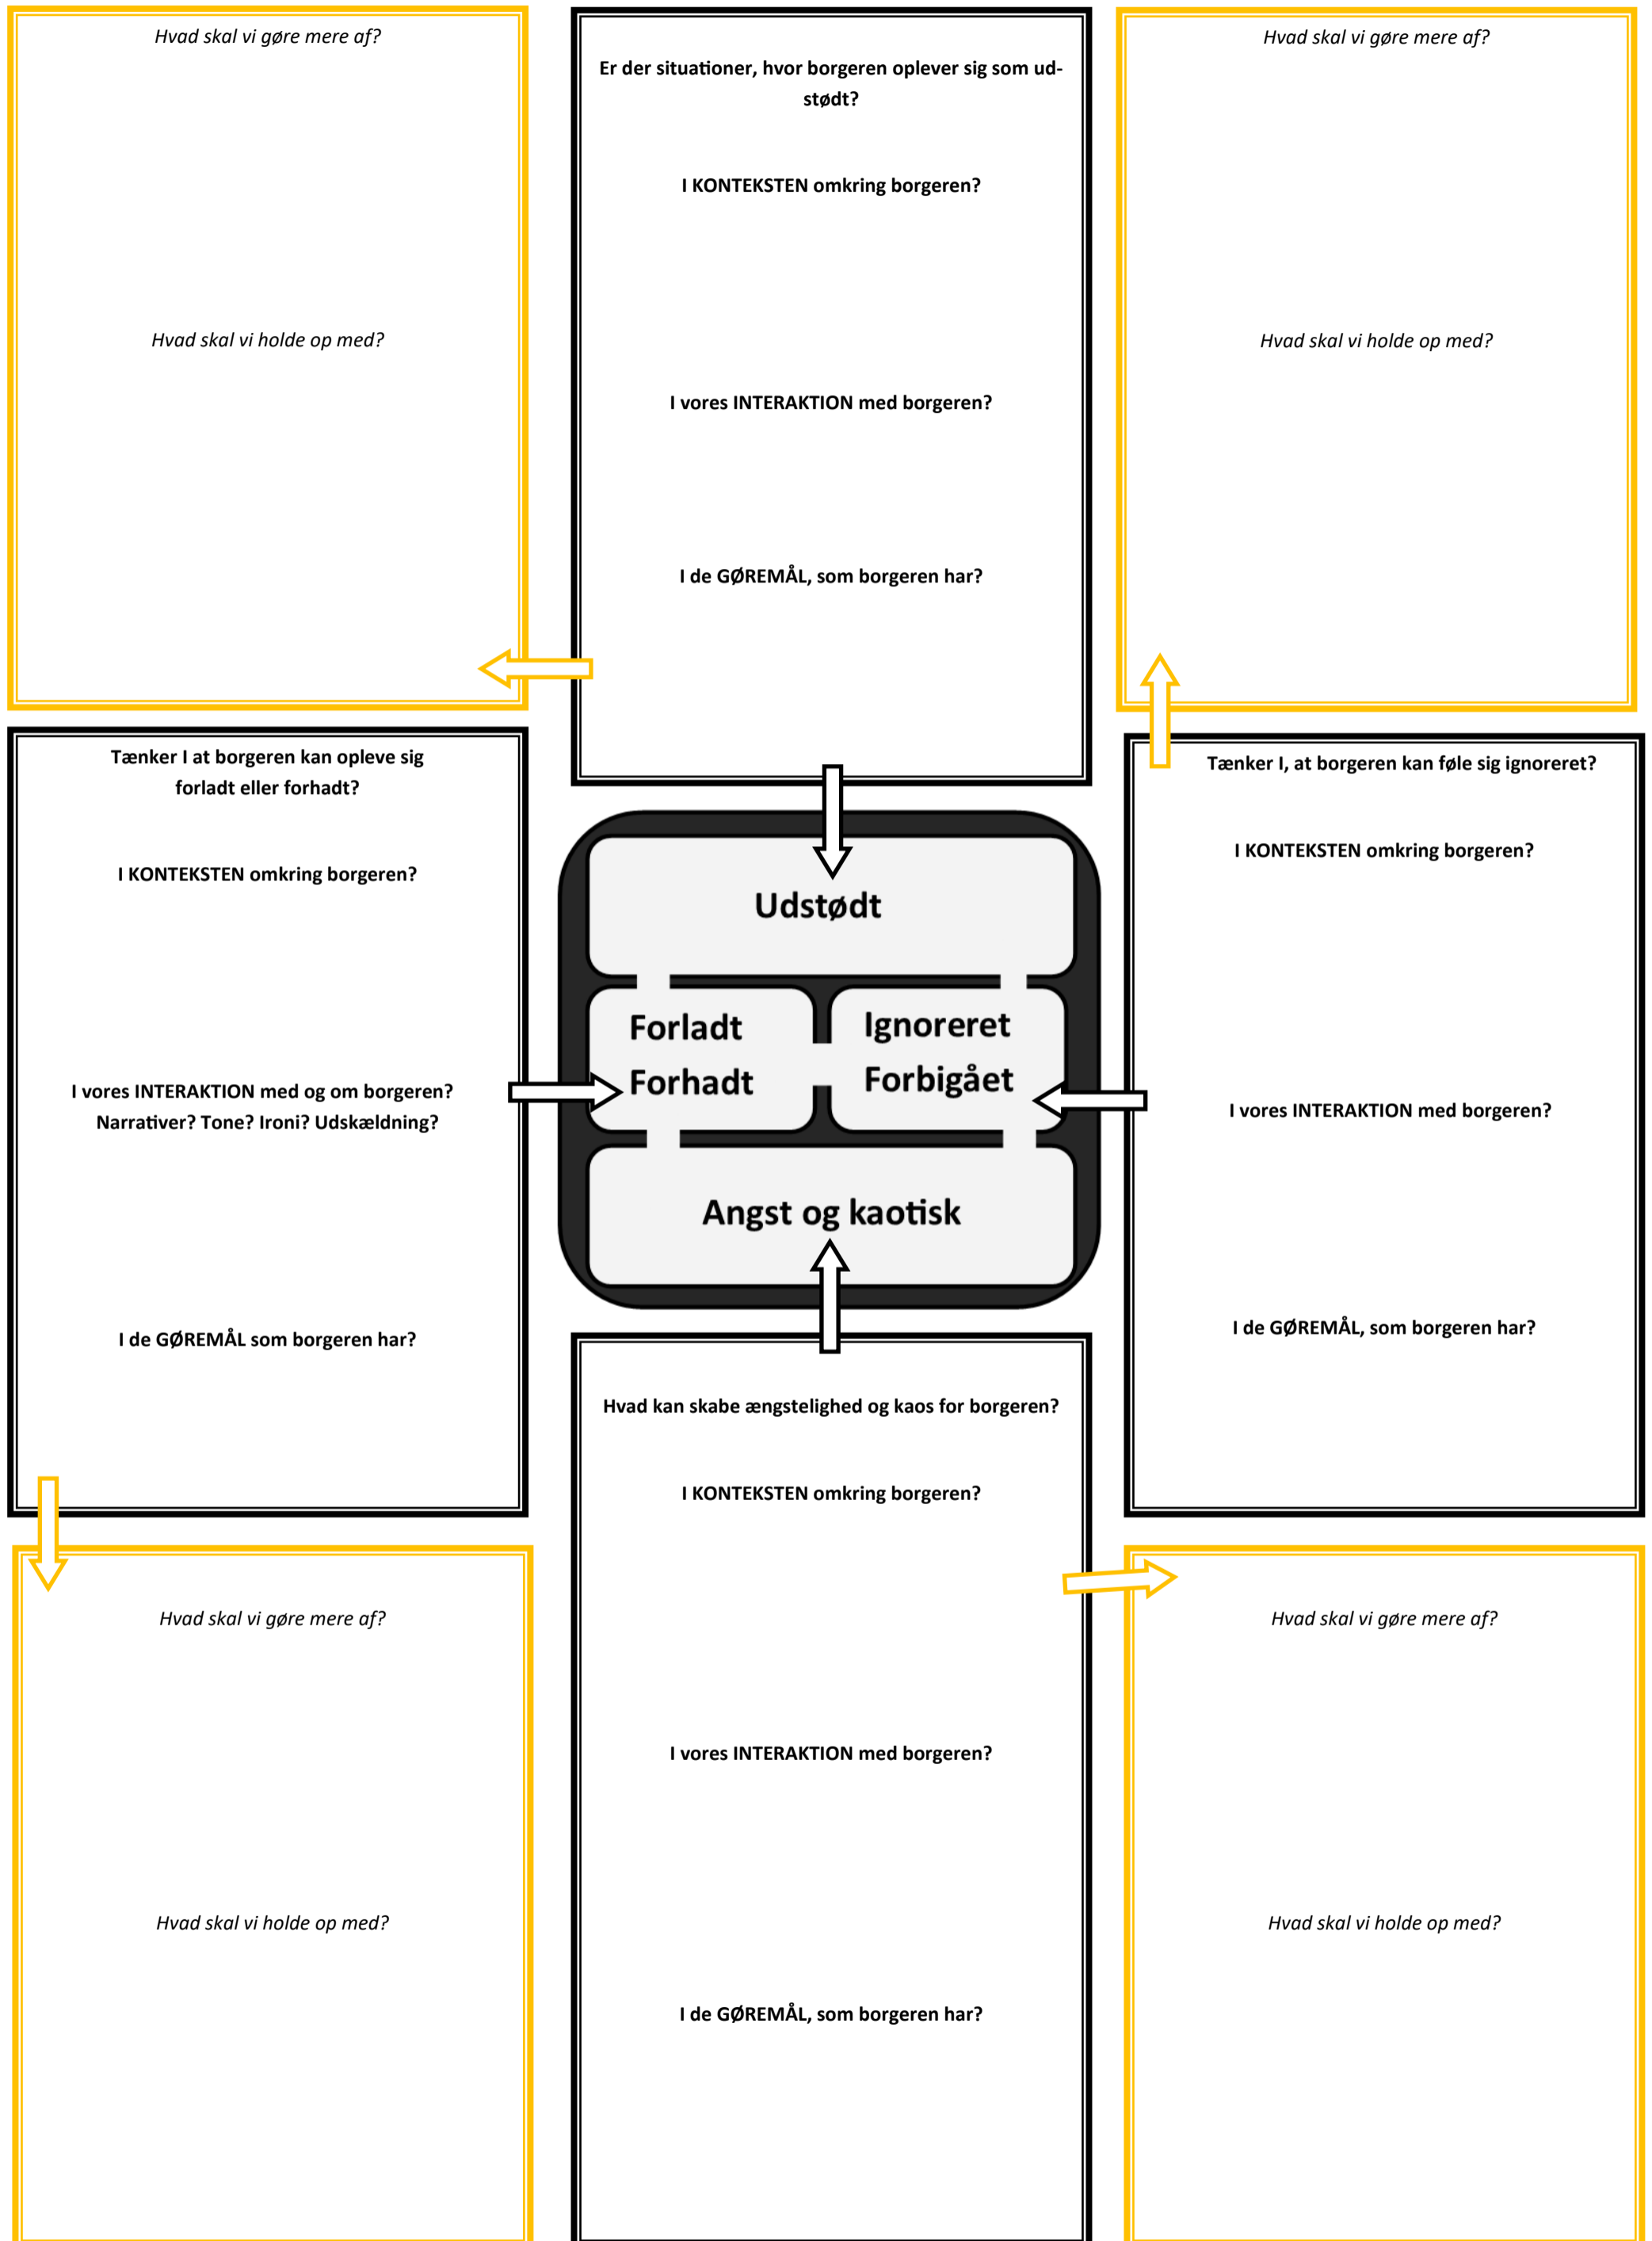 Hvad skal vi gøre mere af?
Hvad skal vi holde op med?
Er der situationer, hvor borgeren oplever sig som ud-
stødt?
I KONTEKSTEN omkring borgeren?
I vores INTERAKTION med borgeren?
I de GØREMÅL, som borgeren har?
Hvad skal vi gøre mere af?
Hvad skal vi holde op med?
Tænker I at borgeren kan opleve sig
forladt eller forhadt?
I KONTEKSTEN omkring borgeren?
I vores INTERAKTION med og om borgeren?
Narrativer? Tone? Ironi? Udskældning?
I de GØREMÅL som borgeren har?
Udstødt
Forladt
Forhadt
Ignoreret
Forbigået
Angst og kaotisk
Tænker I, at borgeren kan føle sig ignoreret?
I KONTEKSTEN omkring borgeren?
I vores INTERAKTION med borgeren?
I de GØREMÅL, som borgeren har?
Hvad skal vi gøre mere af?
Hvad skal vi holde op med?
Hvad kan skabe ængstelighed og kaos for borgeren?
I KONTEKSTEN omkring borgeren?
I vores INTERAKTION med borgeren?
I de GØREMÅL, som borgeren har?
Hvad skal vi gøre mere af?
Hvad skal vi holde op med?